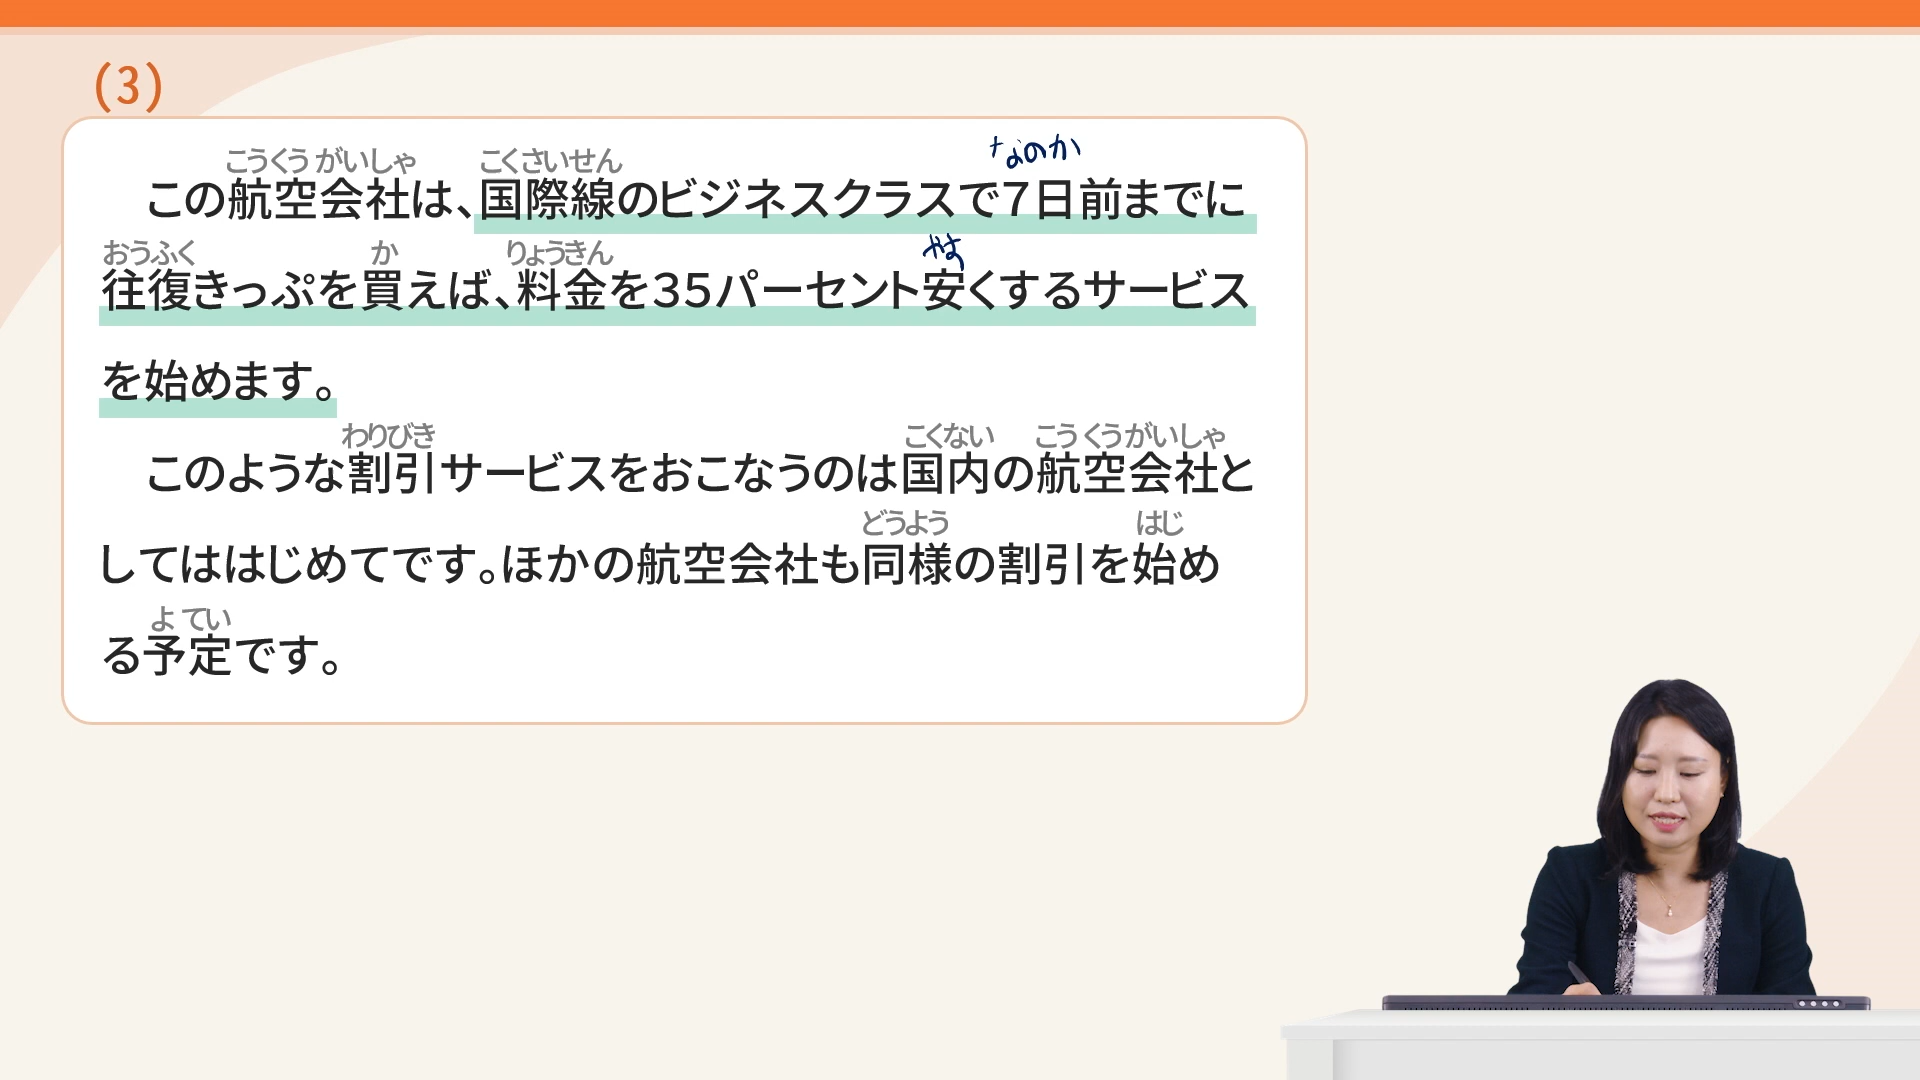 (3)
こうくう がいしゃ こくさいせん なのか
この航空会社は、国際線のビジネスクラスで7日前までに
おうふく か りょうきん やす
往復きっぷを買えば、料金を35パーセント安くするサービス
を始めます。
わりびき こくない こう くうがいしゃ
このような割引サービスをおこなうのは国内の航空会社と
どうよう はじ
してははじめてです。ほかの航空会社も同様の割引を始め
よ てい
る予定です。